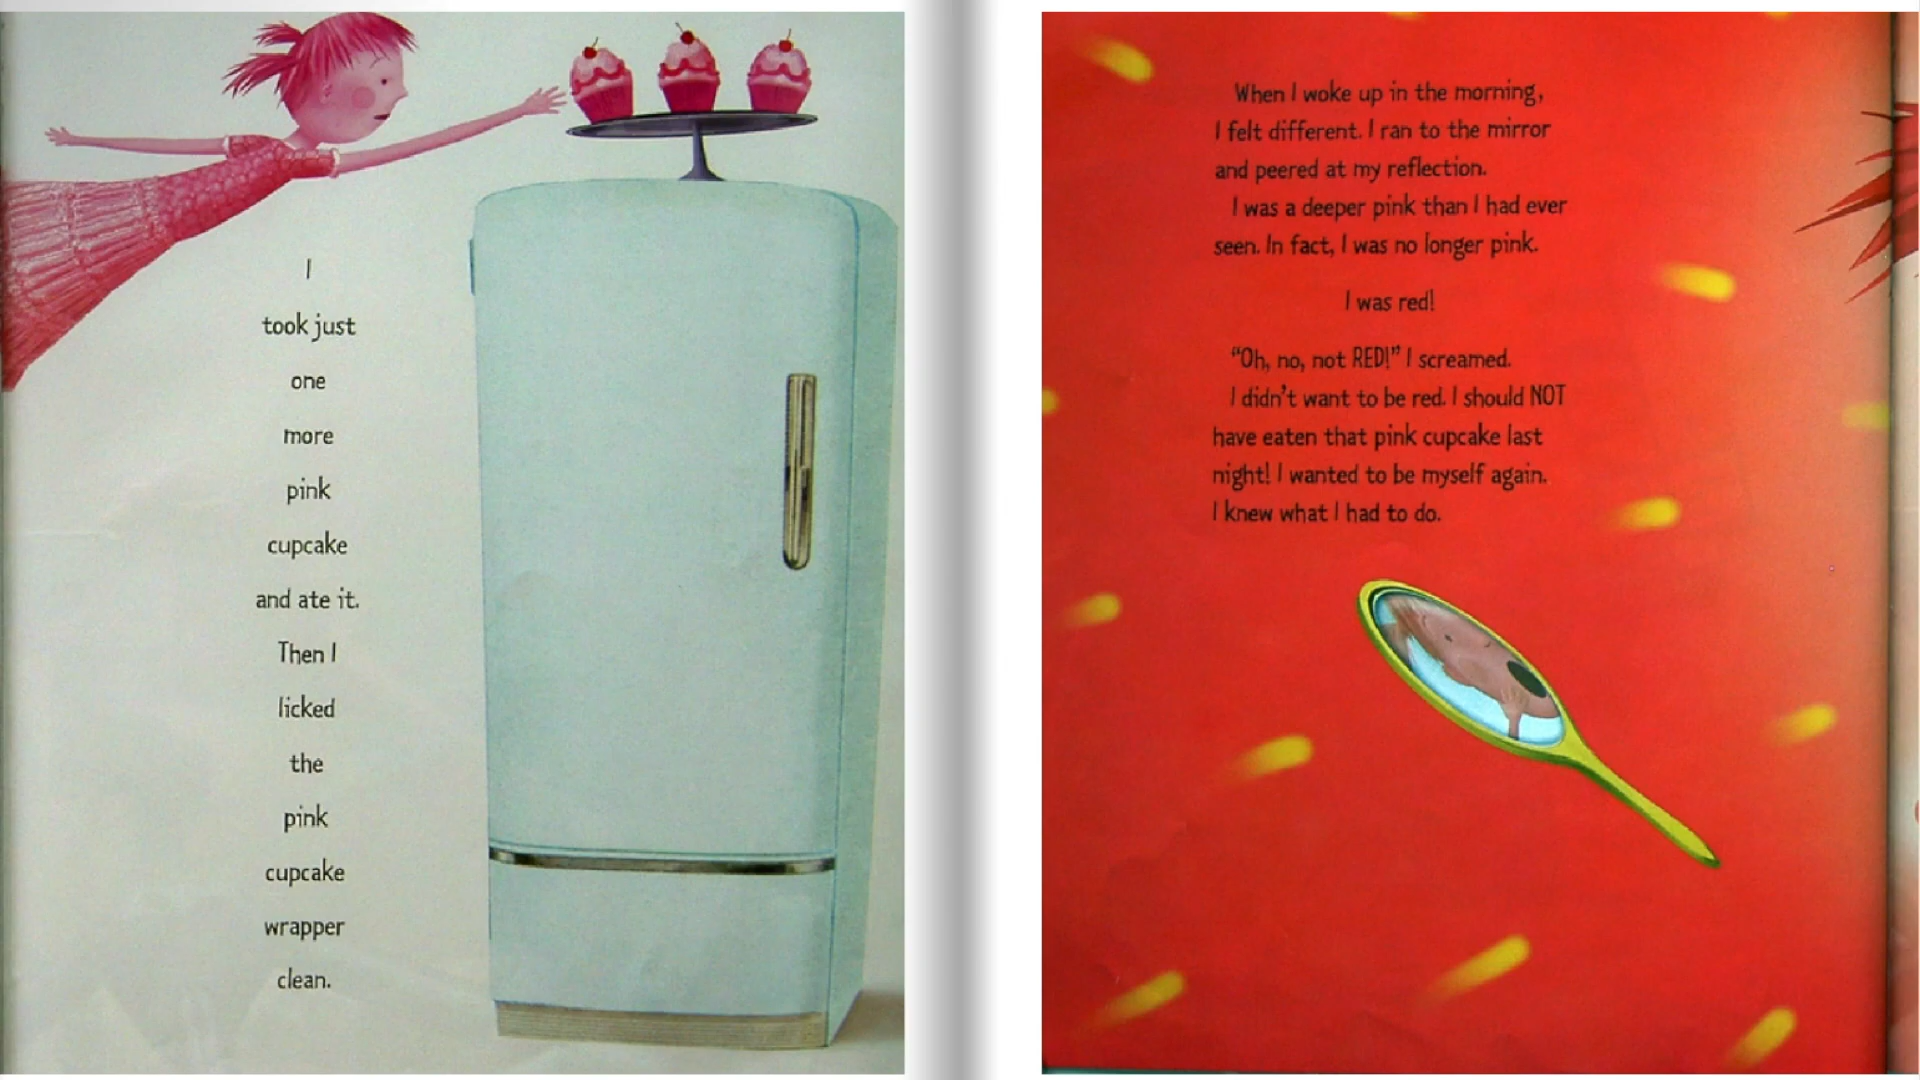 I
took just
one
more
pink
cupcake
and ate it.
Then I
licked
the
pink
cupcake
wrapper
clean.
When I woke up in the morning,
I felt different. I ran to the mirror
and peered at my reflection.
I was a deeper pink than I had ever
seen. In fact, I was no longer pink.
I was red!
“Oh, no, not RED!” I screamed.
I didn’t want to be red. I should NOT
have eaten that pink cupcake last
night! I wanted to be myself again.
I knew what I had to do.